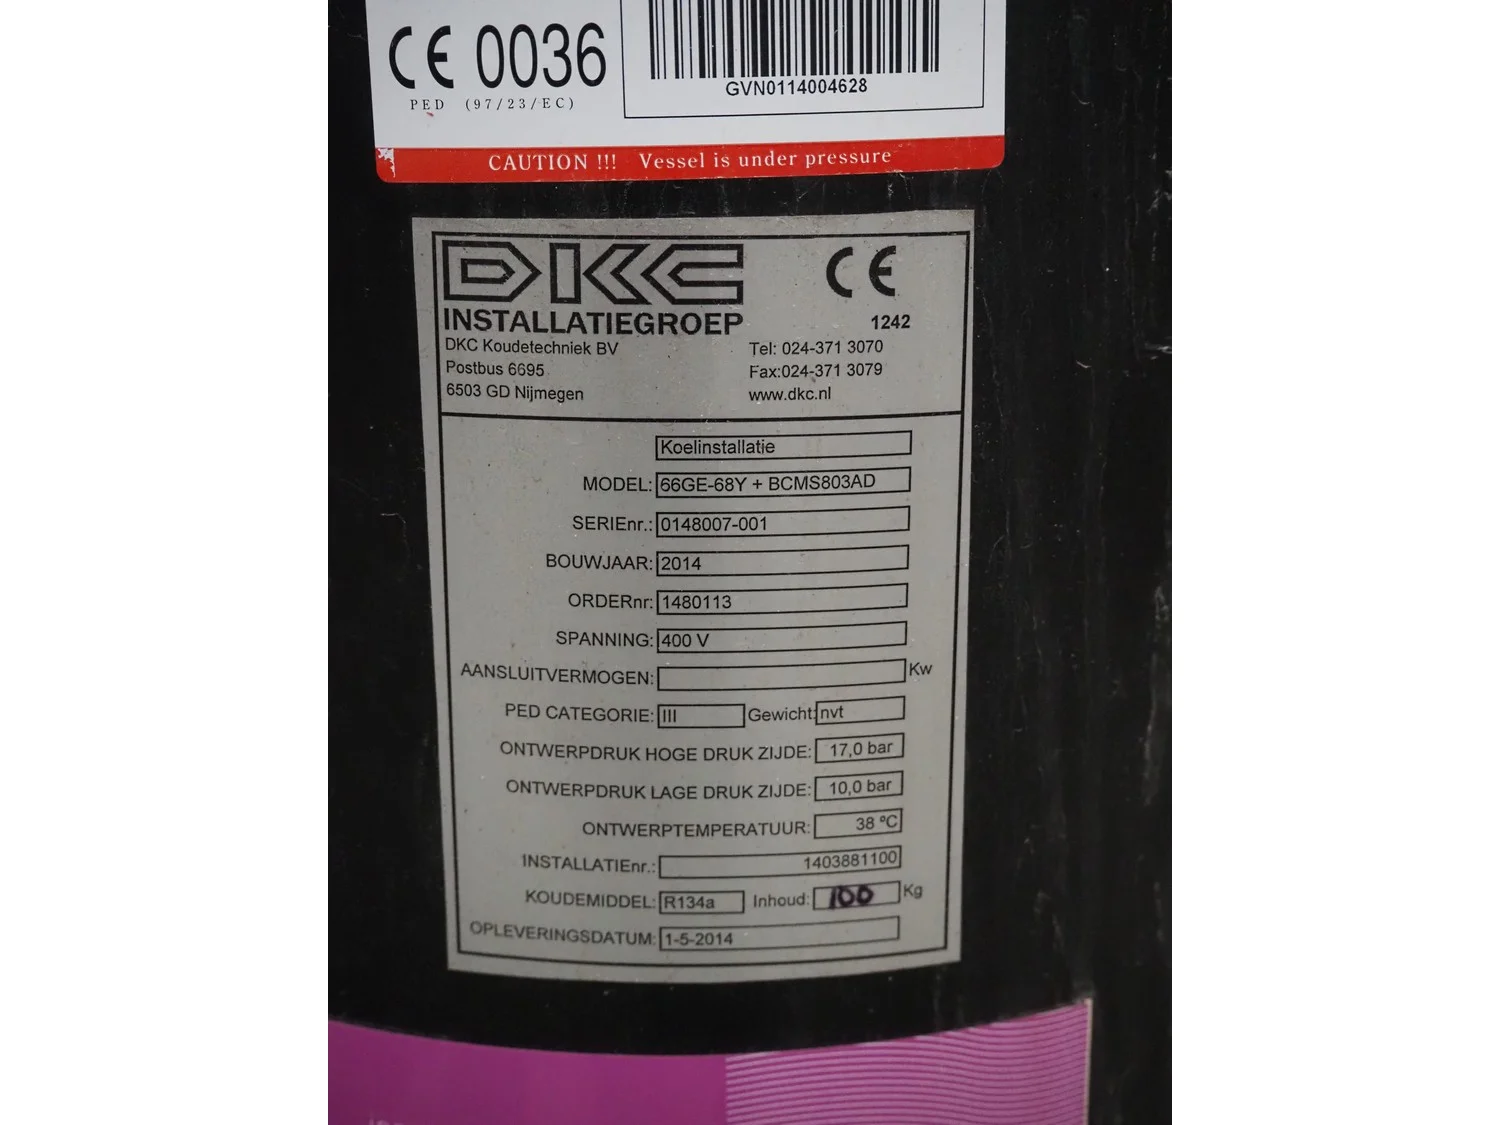 CE 0036
PED (97/23/EC)
GVN0114004628
CAUTION !!! Vessel is under pressure
DKC CE
INSTALLATIEGROEP 1242
DKC Koudetechniek BV Tel: 024-371 3070
Postbus 6695 Fax:024-371 3079
6503 GD Nijmegen www.dkc.nl
Koelinstallatie
MODEL: 66GE-68Y + BCMS803AD
SERIEnr.: 0148007-001
BOUWJAAR: 2014
ORDERnr: 1480113
SPANNING: 400 V
AANSLUITVERMOGEN: Kw
PED CATEGORIE: III Gewicht: nvt
ONTWERPDRUK HOGE DRUK ZIJDE: 17,0 bar
ONTWERPDRUK LAGE DRUK ZIJDE: 10,0 bar
ONTWERPTEMPERATUUR: 38 ºC
INSTALLATIEnr.: 1403881100
KOUDEMIDDEL: R134a Inhoud: 100 Kg
OPLEVERINGSDATUM: 1-5-2014